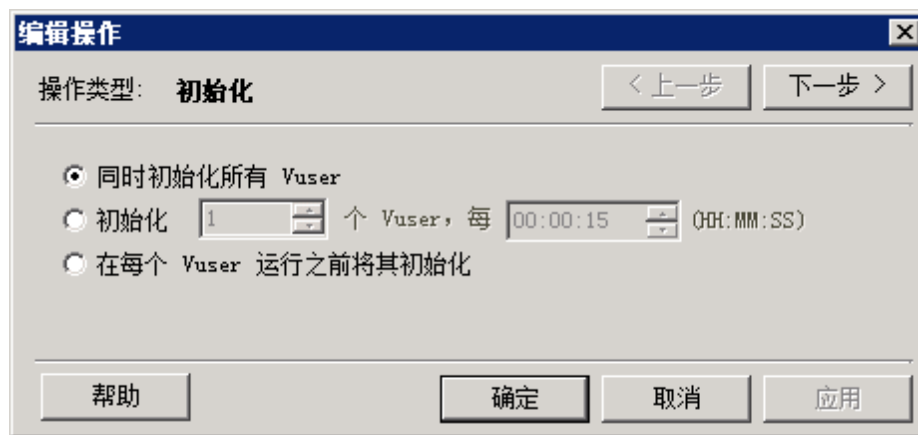 编辑操作
操作类型: 初始化 < 上一步 下一步 >
同时初始化所有 Vuser
初始化 1 个 Vuser，每 00:00:15 (HH:MM:SS)
在每个 Vuser 运行之前将其初始化
帮助 确定 取消 应用